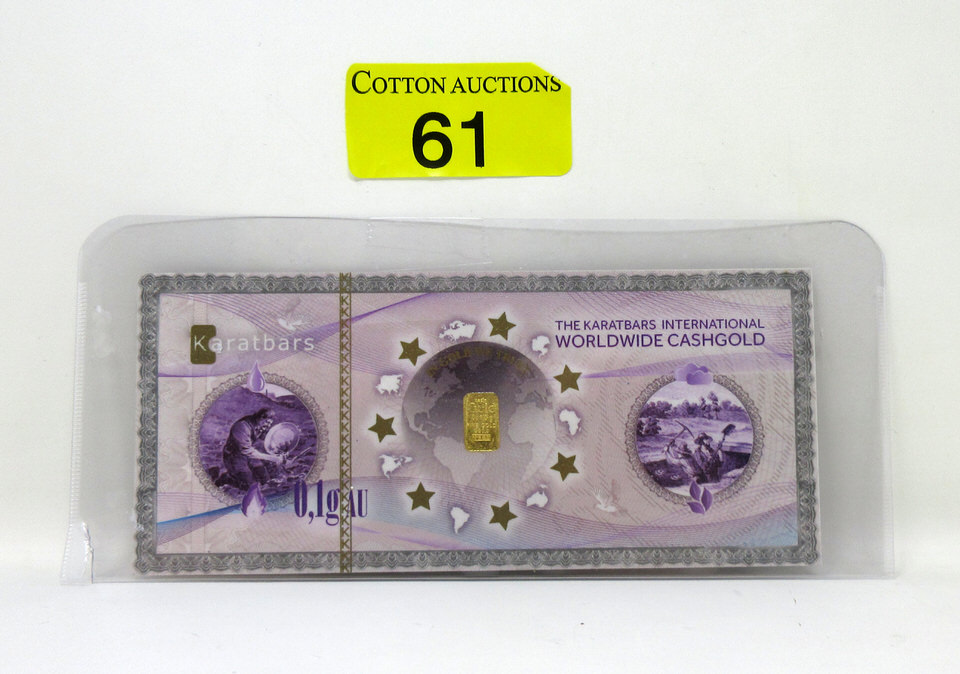 COTTON AUCTIONS
61
Karatbars
THE KARATBARS INTERNATIONAL
WORLDWIDE CASHGOLD
0,1g AU